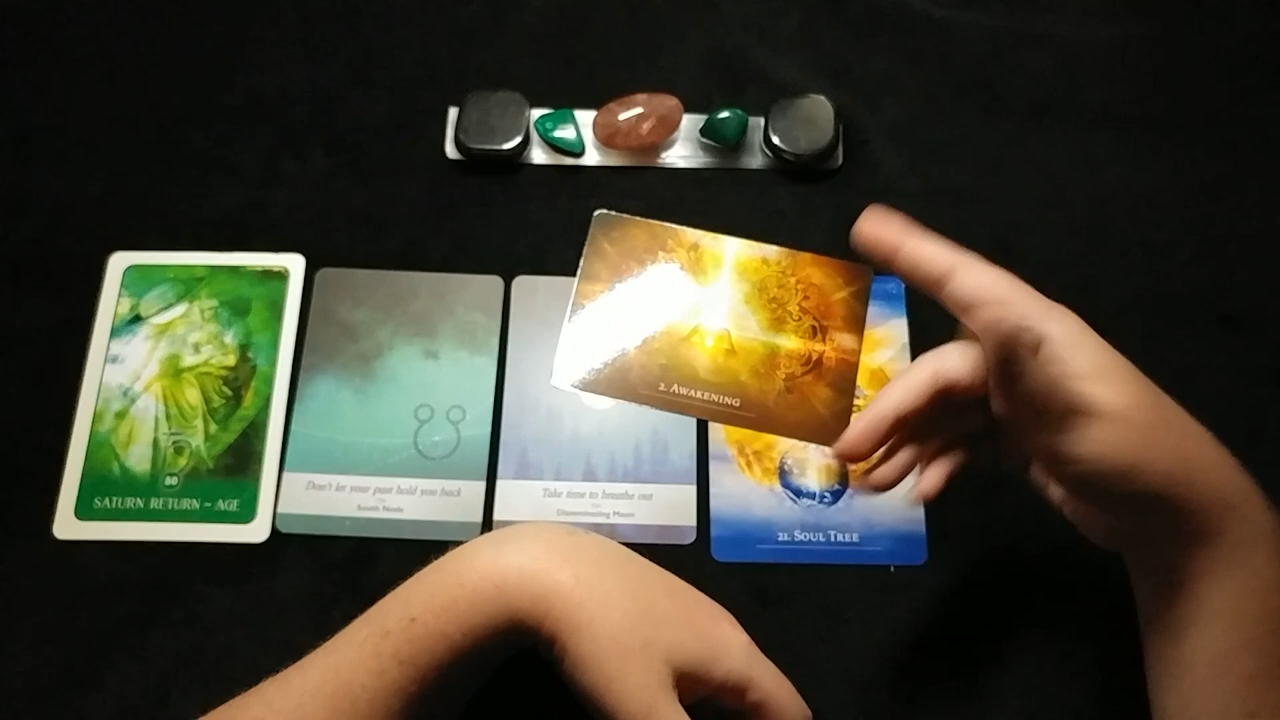 80
SATURN RETURN ~ AGE
Don't let your past hold you back
South Node
Take time to breathe out
Disseminating Moon
2. AWAKENING
21. SOUL TREE